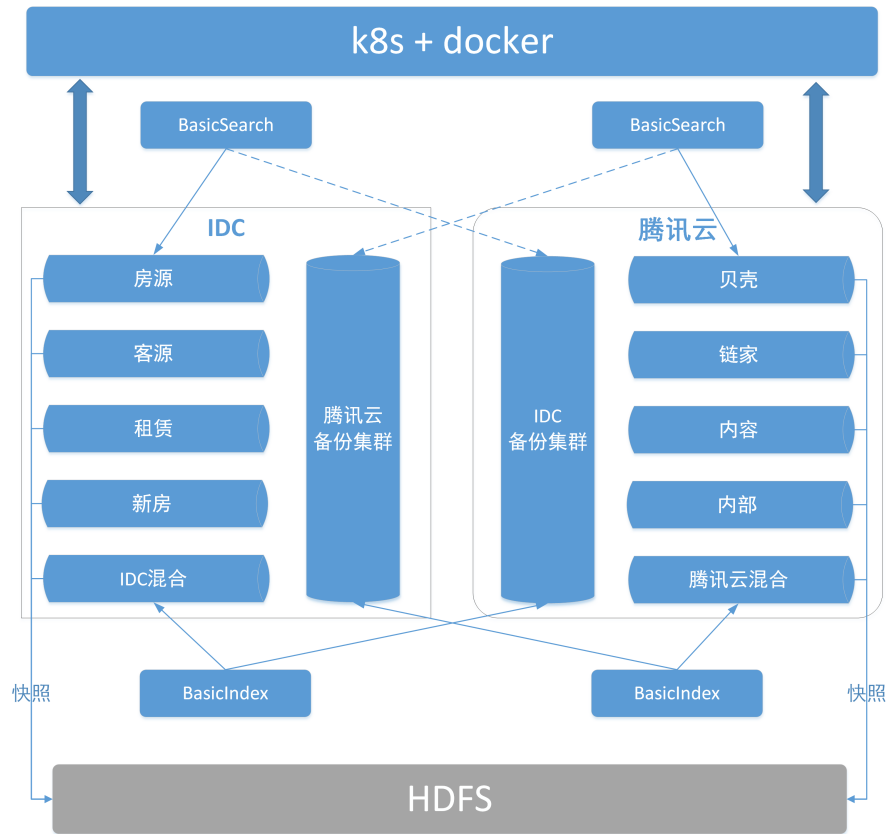 k8s + docker
BasicSearch
BasicSearch
IDC
腾讯云
房源
客源
租赁
新房
IDC混合
腾讯云
备份集群
IDC
备份集群
贝壳
链家
内容
内部
腾讯云混合
BasicIndex
BasicIndex
快照
快照
HDFS